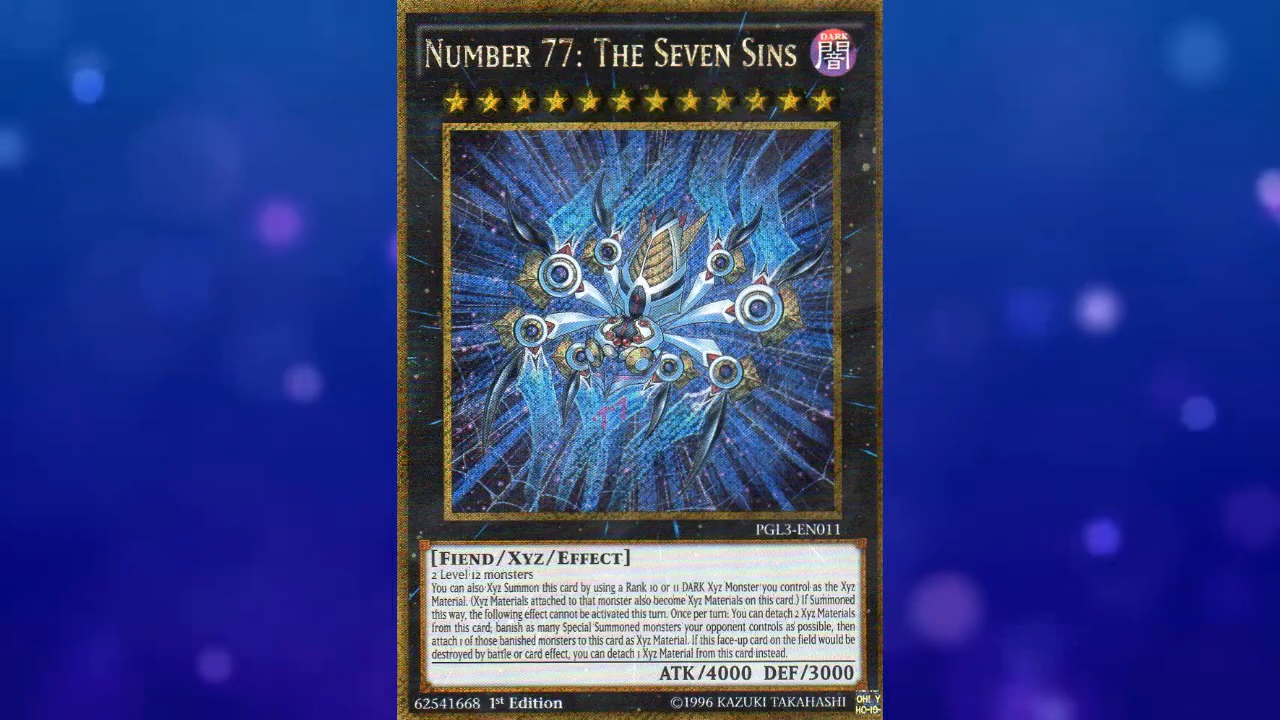 NUMBER 77: THE SEVEN SINS
DARK
闇
77
PGL3-EN011
[FIEND/XYZ/EFFECT]
2 Level 12 monsters
You can also Xyz Summon this card by using a Rank 10 or 11 DARK Xyz Monster you control as the Xyz
Material. (Xyz Materials attached to that monster also become Xyz Materials on this card.) If Summoned
this way, the following effect cannot be activated this turn. Once per turn: You can detach 2 Xyz Materials
from this card; banish as many Special Summoned monsters your opponent controls as possible, then
attach 1 of those banished monsters to this card as Xyz Material. If this face-up card on the field would be
destroyed by battle or card effect, you can detach 1 Xyz Material from this card instead.
ATK/4000 DEF/3000
62541668 1st Edition ©1996 KAZUKI TAKAHASHI